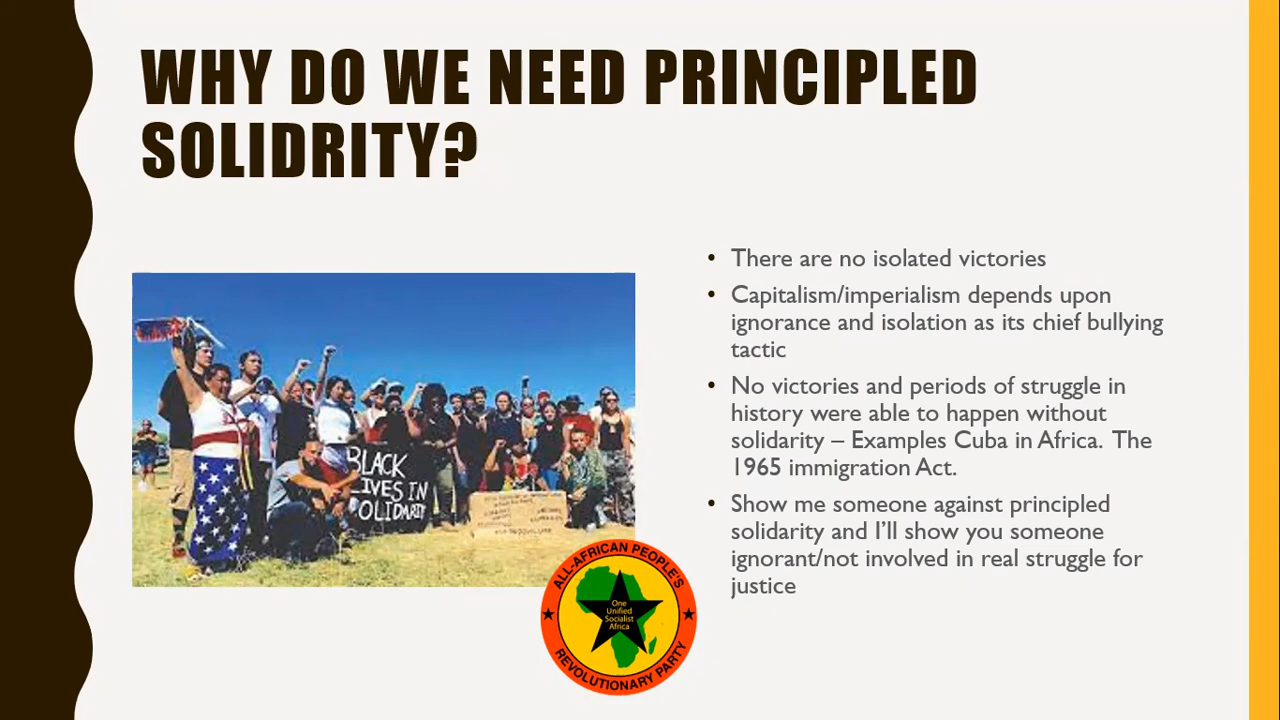 WHY DO WE NEED PRINCIPLED
SOLIDRITY?
There are no isolated victories
Capitalism/imperialism depends upon
ignorance and isolation as its chief bullying
tactic
No victories and periods of struggle in
history were able to happen without
solidarity – Examples Cuba in Africa. The
1965 immigration Act.
Show me someone against principled
solidarity and I'll show you someone
ignorant/not involved in real struggle for
justice
BLACK
LIVES IN
SOLIDARITY
ALL-AFRICAN PEOPLE'S
One
Unified
Socialist
Africa
REVOLUTIONARY PARTY